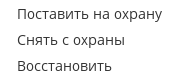 Поставить на охрану
Снять с охраны
Восстановить